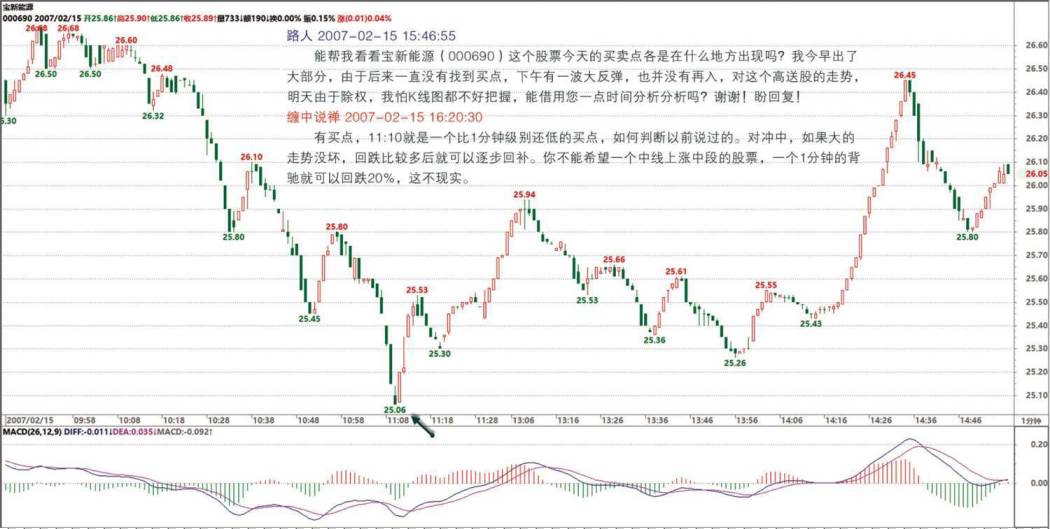 宝新能源
000690 2007/02/15 开25.86↑高25.90↑低25.86↑收25.89↑量733↓额190↓换0.00% 振0.15% 涨(0.01)0.04%
路人 2007-02-15 15:46:55
能帮我看看宝新能源（000690）这个股票今天的买卖点各是在什么地方出现吗？我今早出了
大部分，由于后来一直没有找到买点，下午有一波大反弹，也并没有再入，对这个高送股的走势，
明天由于除权，我怕K线图都不好把握，能借用您一点时间分析分析吗？谢谢！盼回复！
缠中说禅 2007-02-15 16:20:30
有买点，11:10就是一个比1分钟级别还低的买点，如何判断以前说过的。对冲中，如果大的
走势没坏，回跌比较多后就可以逐步回补。你不能希望一个中线上涨中段的股票，一个1分钟的背
驰就可以回跌20%，这不现实。
26.68 26.68 26.60
26.50 26.50 26.48
26.32
26.10
25.80
25.80
25.45
25.06
25.53
25.30
25.94
25.53
25.66
25.36
25.61
25.26
25.55
25.43
26.45
25.80
26.60
26.50
26.40
26.30
26.20
26.10
26.05
26.00
25.90
25.80
25.70
25.60
25.50
25.40
25.30
25.20
25.10
2007/02/15 09:58 10:08 10:18 10:28 10:38 10:48 10:58 11:08 11:18 11:28 13:06 13:16 13:26 13:36 13:46 13:56 14:06 14:16 14:26 14:36 14:46 1分钟
MACD(26,12,9) DIFF:-0.011↓DEA:0.035↓MACD:-0.092↑
0.20
0.00